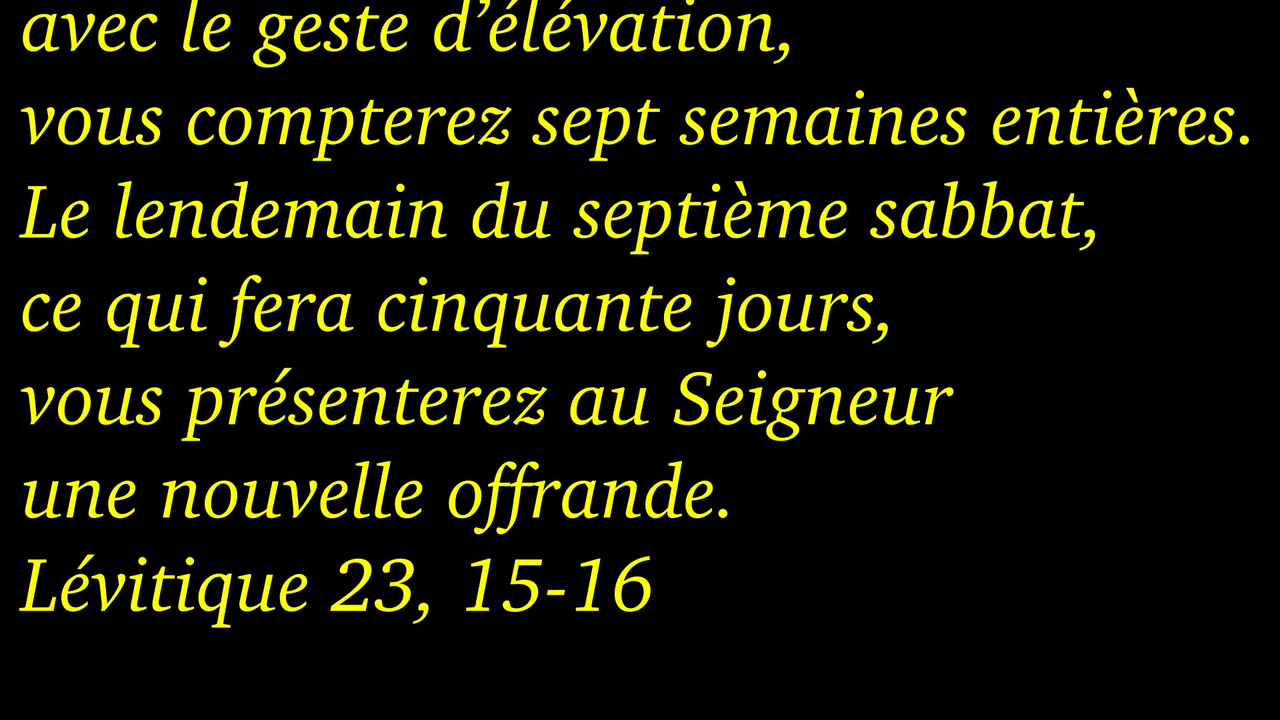 avec le geste d’élévation,
vous compterez sept semaines entières.
Le lendemain du septième sabbat,
ce qui fera cinquante jours,
vous présenterez au Seigneur
une nouvelle offrande.
Lévitique 23, 15-16